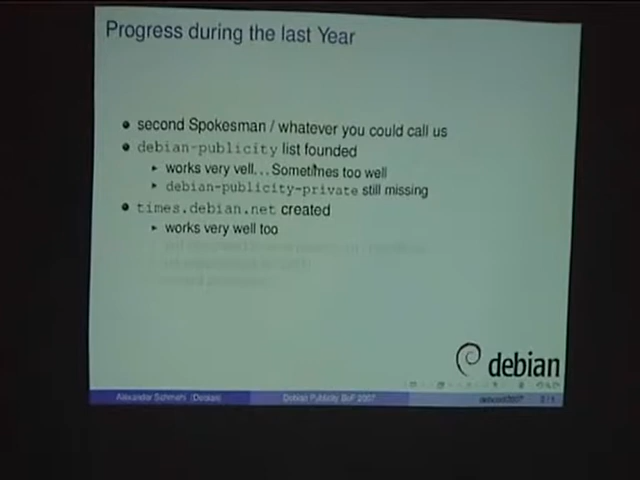 Progress during the last Year
second Spokesman / whatever you could call us
debian-publicity list founded
works very vell...Sometimes too well
debian-publicity-private still missing
times.debian.net created
works very well too
debian
Alexander Schmehl (Debian)
Debian Publicity BoF 2007
debconf2007